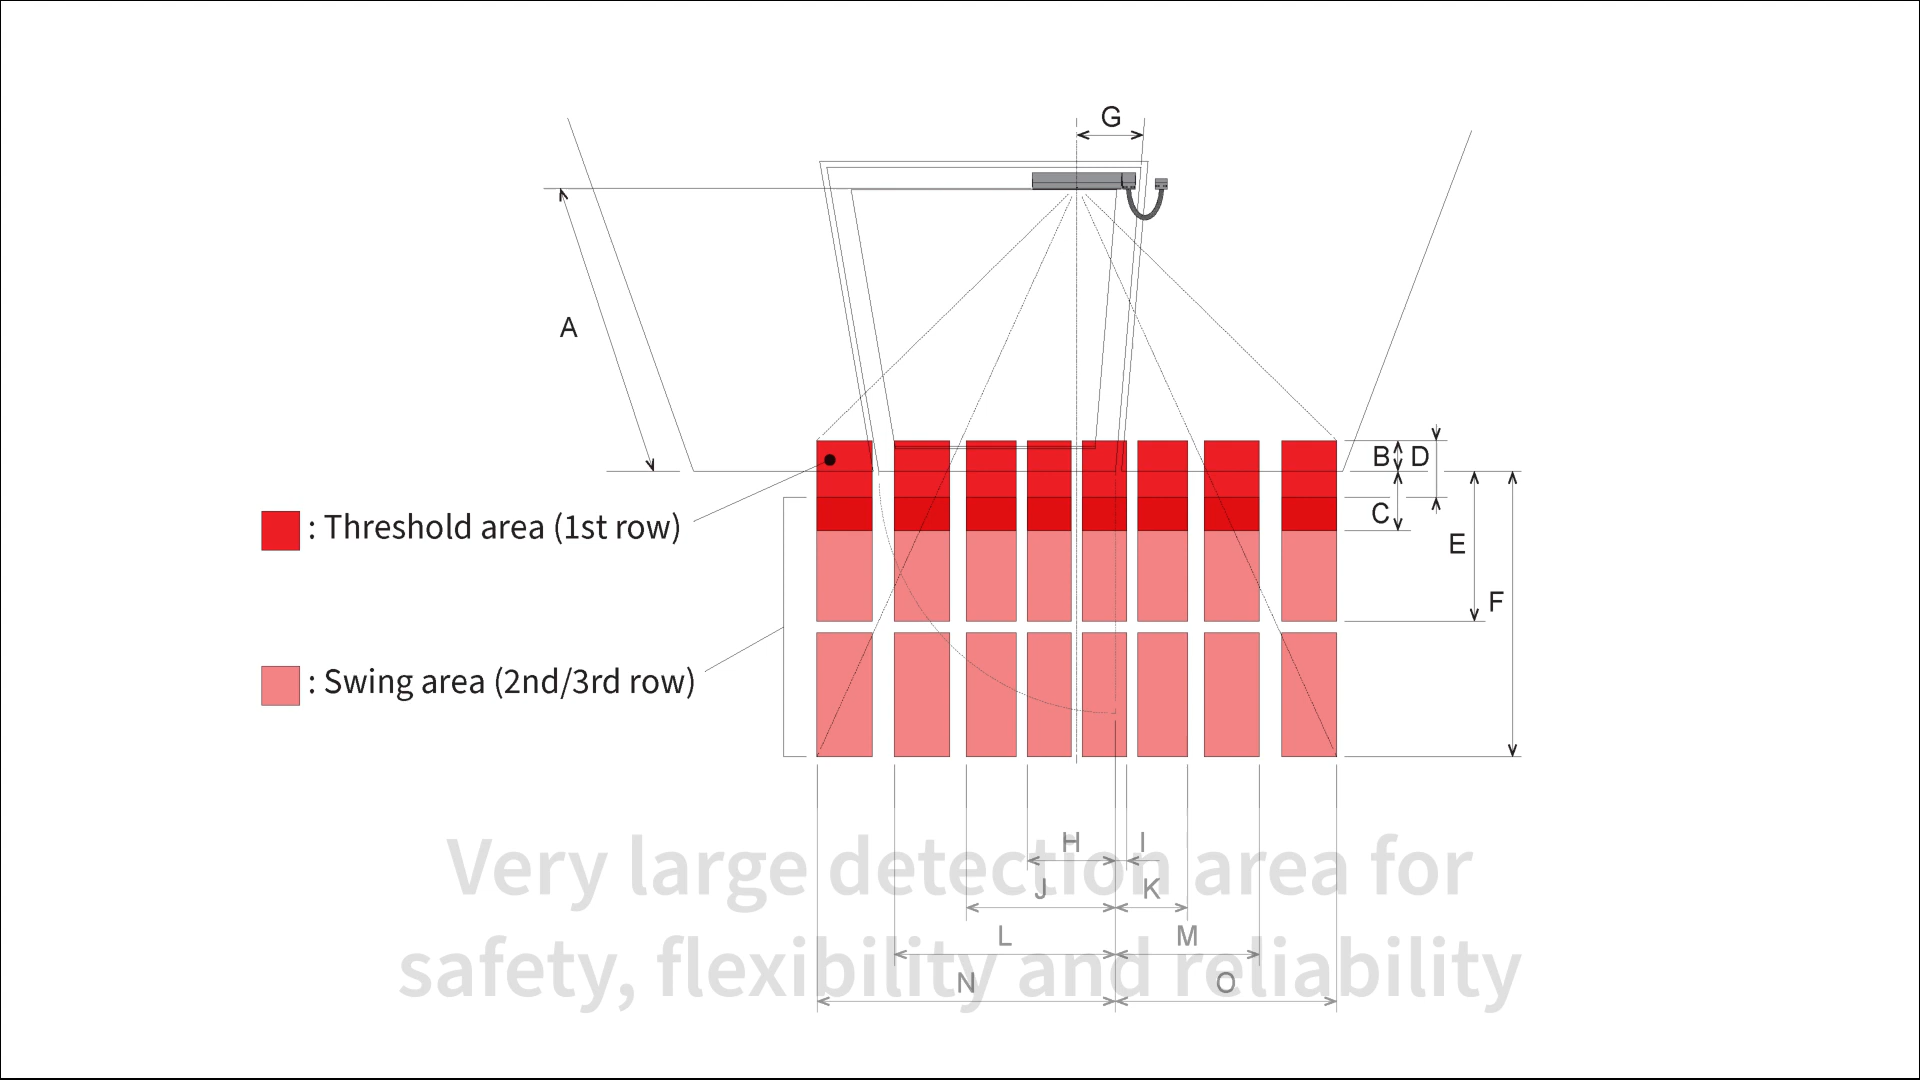 G
A
B D
C
E
F
: Threshold area (1st row)
: Swing area (2nd/3rd row)
H I
J K
L M
N O
Very large detection area for
safety, flexibility and reliability